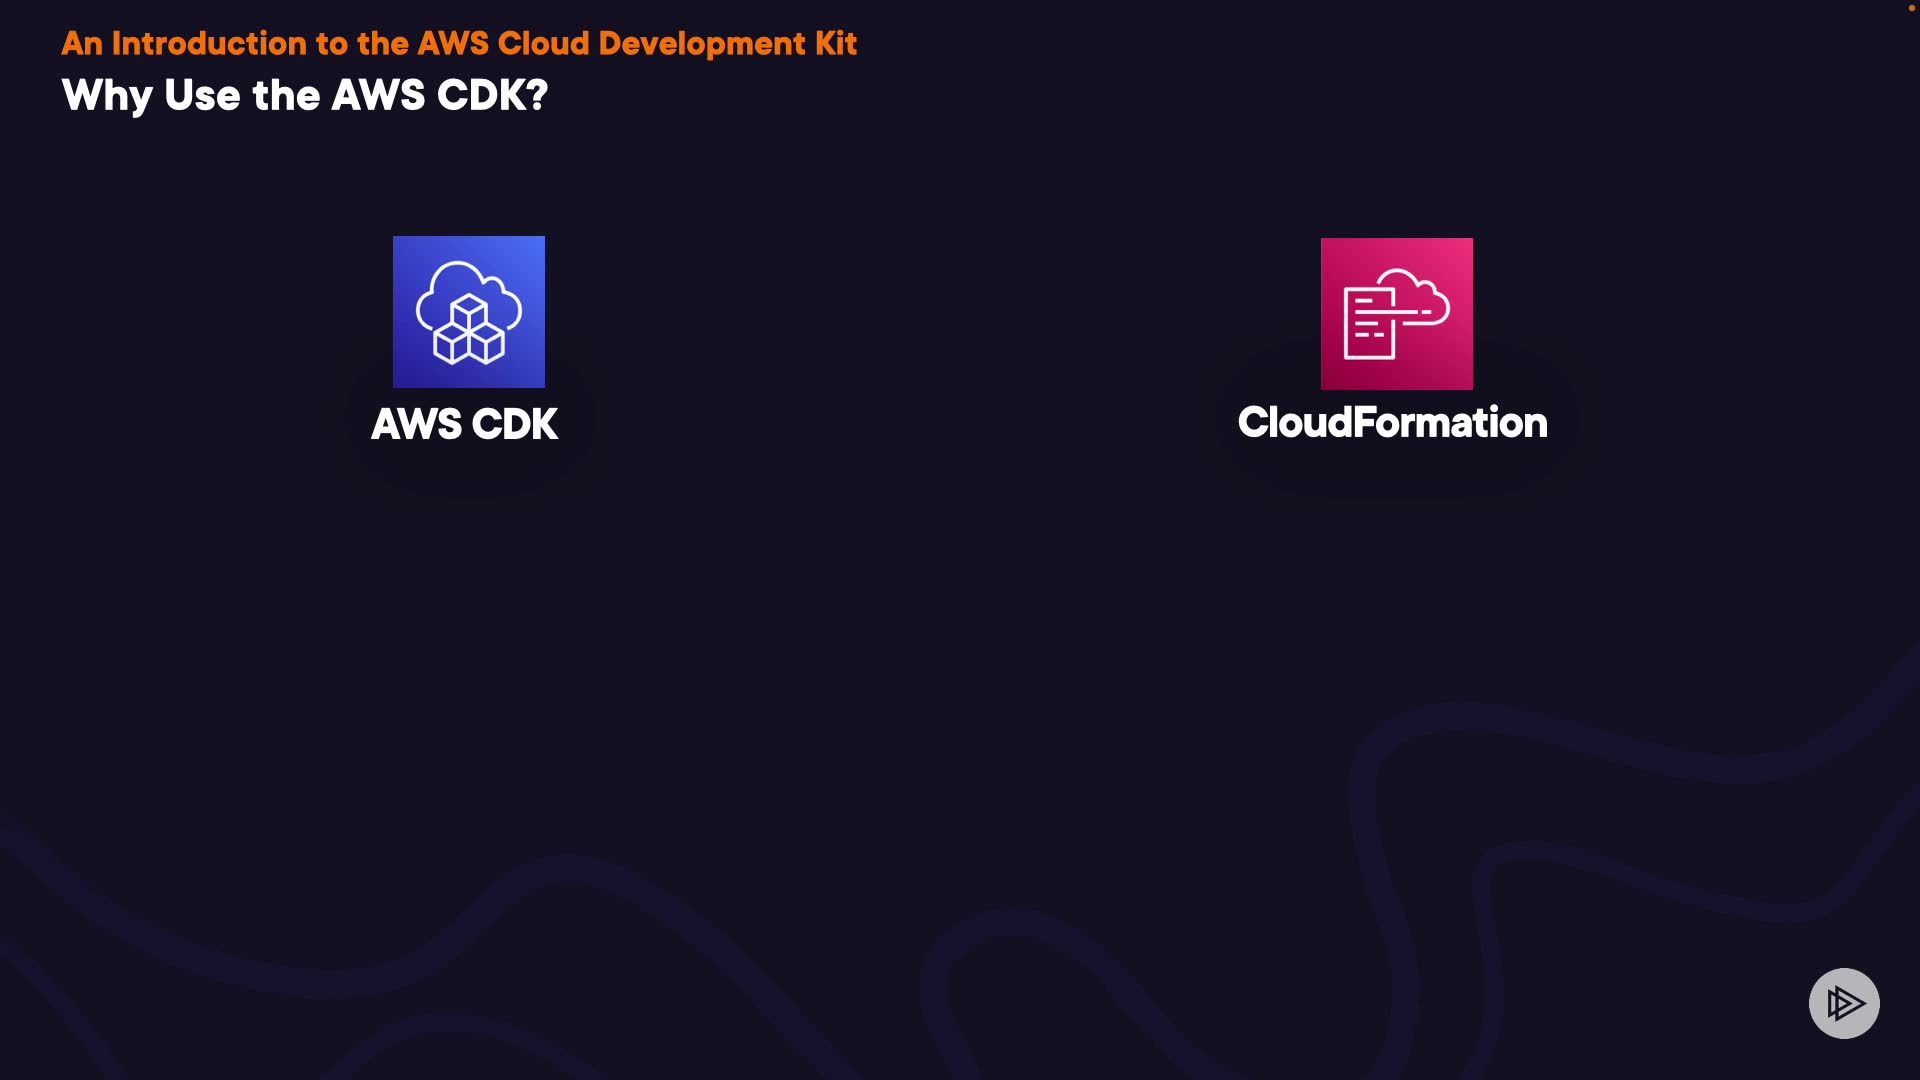 An Introduction to the AWS Cloud Development Kit
Why Use the AWS CDK?
AWS CDK
CloudFormation